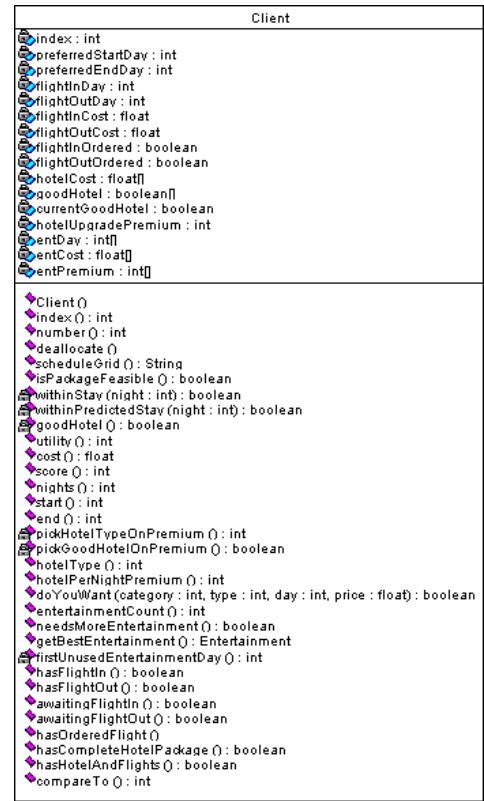 Client
index : int
preferredStartDay : int
preferredEndDay : int
flightInDay : int
flightOutDay : int
flightInCost : float
flightOutCost : float
flightInOrdered : boolean
flightOutOrdered : boolean
hotelCost : float[]
goodHotel : boolean[]
currentGoodHotel : boolean
hotelUpgradePremium : int
entDay : int[]
entCost : float[]
entPremium : int[]
Client ()
index () : int
number () : int
deallocate ()
scheduleGrid () : String
isPackageFeasible () : boolean
withinStay (night : int) : boolean
withinPredictedStay (night : int) : boolean
goodHotel () : boolean
utility () : int
cost () : float
score () : int
nights () : int
start () : int
end () : int
pickHotelTypeOnPremium () : int
pickGoodHotelOnPremium () : boolean
hotelType () : int
hotelPerNightPremium () : int
doYouWant (category : int, type : int, day : int, price : float) : boolean
entertainmentCount () : int
needsMoreEntertainment () : boolean
getBestEntertainment () : Entertainment
firstUnusedEntertainmentDay () : int
hasFlightIn () : boolean
hasFlightOut () : boolean
awaitingFlightIn () : boolean
awaitingFlightOut () : boolean
hasOrderedFlight ()
hasCompleteHotelPackage () : boolean
hasHotelAndFlights () : boolean
compareTo () : int